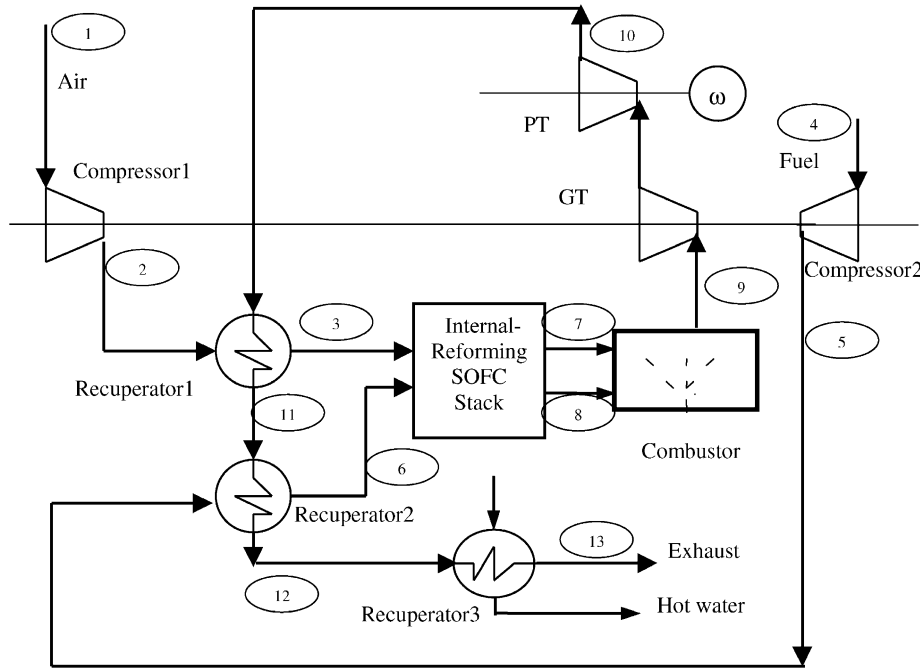 1
10
Air
ω
PT
4
Fuel
Compressor1
GT
2
Compressor2
9
3
7
5
Internal-
Reforming
SOFC
Stack
Recuperator1
11
8
Combustor
6
Recuperator2
13
Exhaust
12
Recuperator3
Hot water